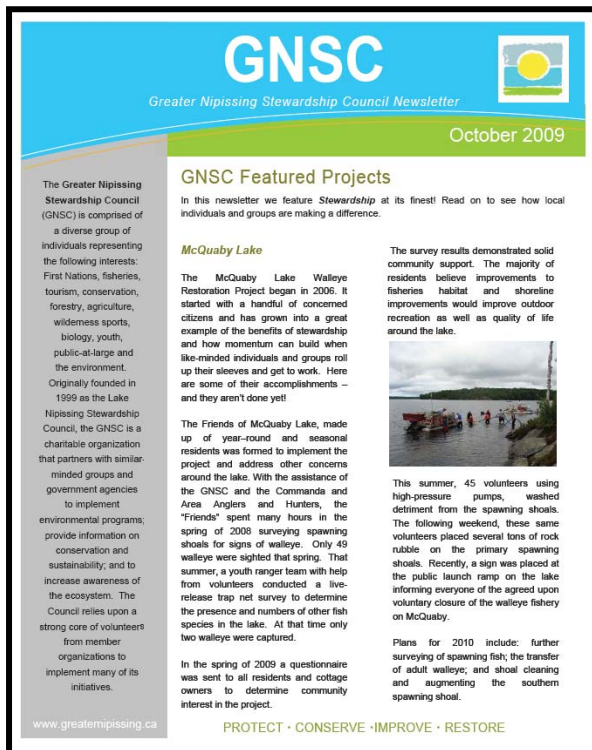 GNSC
Greater Nipissing Stewardship Council Newsletter
October 2009
The Greater Nipissing
Stewardship Council
(GNSC) is comprised of
a diverse group of
individuals representing
the following interests:
First Nations, fisheries,
tourism, conservation,
forestry, agriculture,
wilderness sports,
biology, youth,
public-at-large and
the environment.
Originally founded in
1999 as the Lake
Nipissing Stewardship
Council, the GNSC is a
charitable organization
that partners with similar-
minded groups and
government agencies
to implement
environmental programs;
provide information on
conservation and
sustainability; and to
increase awareness of
the ecosystem. The
Council relies upon a
strong core of volunteers
from member
organizations to
implement many of its
initiatives.
www.greaternipissing.ca
GNSC Featured Projects
In this newsletter we feature Stewardship at its finest! Read on to see how local
individuals and groups are making a difference.
McQuaby Lake
The McQuaby Lake Walleye
Restoration Project began in 2006. It
started with a handful of concerned
citizens and has grown into a great
example of the benefits of stewardship
and how momentum can build when
like-minded individuals and groups roll
up their sleeves and get to work. Here
are some of their accomplishments –
and they aren't done yet!
The Friends of McQuaby Lake, made
up of year–round and seasonal
residents was formed to implement the
project and address other concerns
around the lake. With the assistance of
the GNSC and the Commanda and
Area Anglers and Hunters, the
"Friends" spent many hours in the
spring of 2008 surveying spawning
shoals for signs of walleye. Only 49
walleye were sighted that spring. That
summer, a youth ranger team with help
from volunteers conducted a live-
release trap net survey to determine
the presence and numbers of other fish
species in the lake. At that time only
two walleye were captured.
In the spring of 2009 a questionnaire
was sent to all residents and cottage
owners to determine community
interest in the project.
The survey results demonstrated solid
community support. The majority of
residents believe improvements to
fisheries habitat and shoreline
improvements would improve outdoor
recreation as well as quality of life
around the lake.
This summer, 45 volunteers using
high-pressure pumps, washed
detriment from the spawning shoals.
The following weekend, these same
volunteers placed several tons of rock
rubble on the primary spawning
shoals. Recently, a sign was placed at
the public launch ramp on the lake
informing everyone of the agreed upon
voluntary closure of the walleye fishery
on McQuaby.
Plans for 2010 include: further
surveying of spawning fish; the transfer
of adult walleye; and shoal cleaning
and augmenting the southern
spawning shoal.
PROTECT · CONSERVE ·IMPROVE · RESTORE